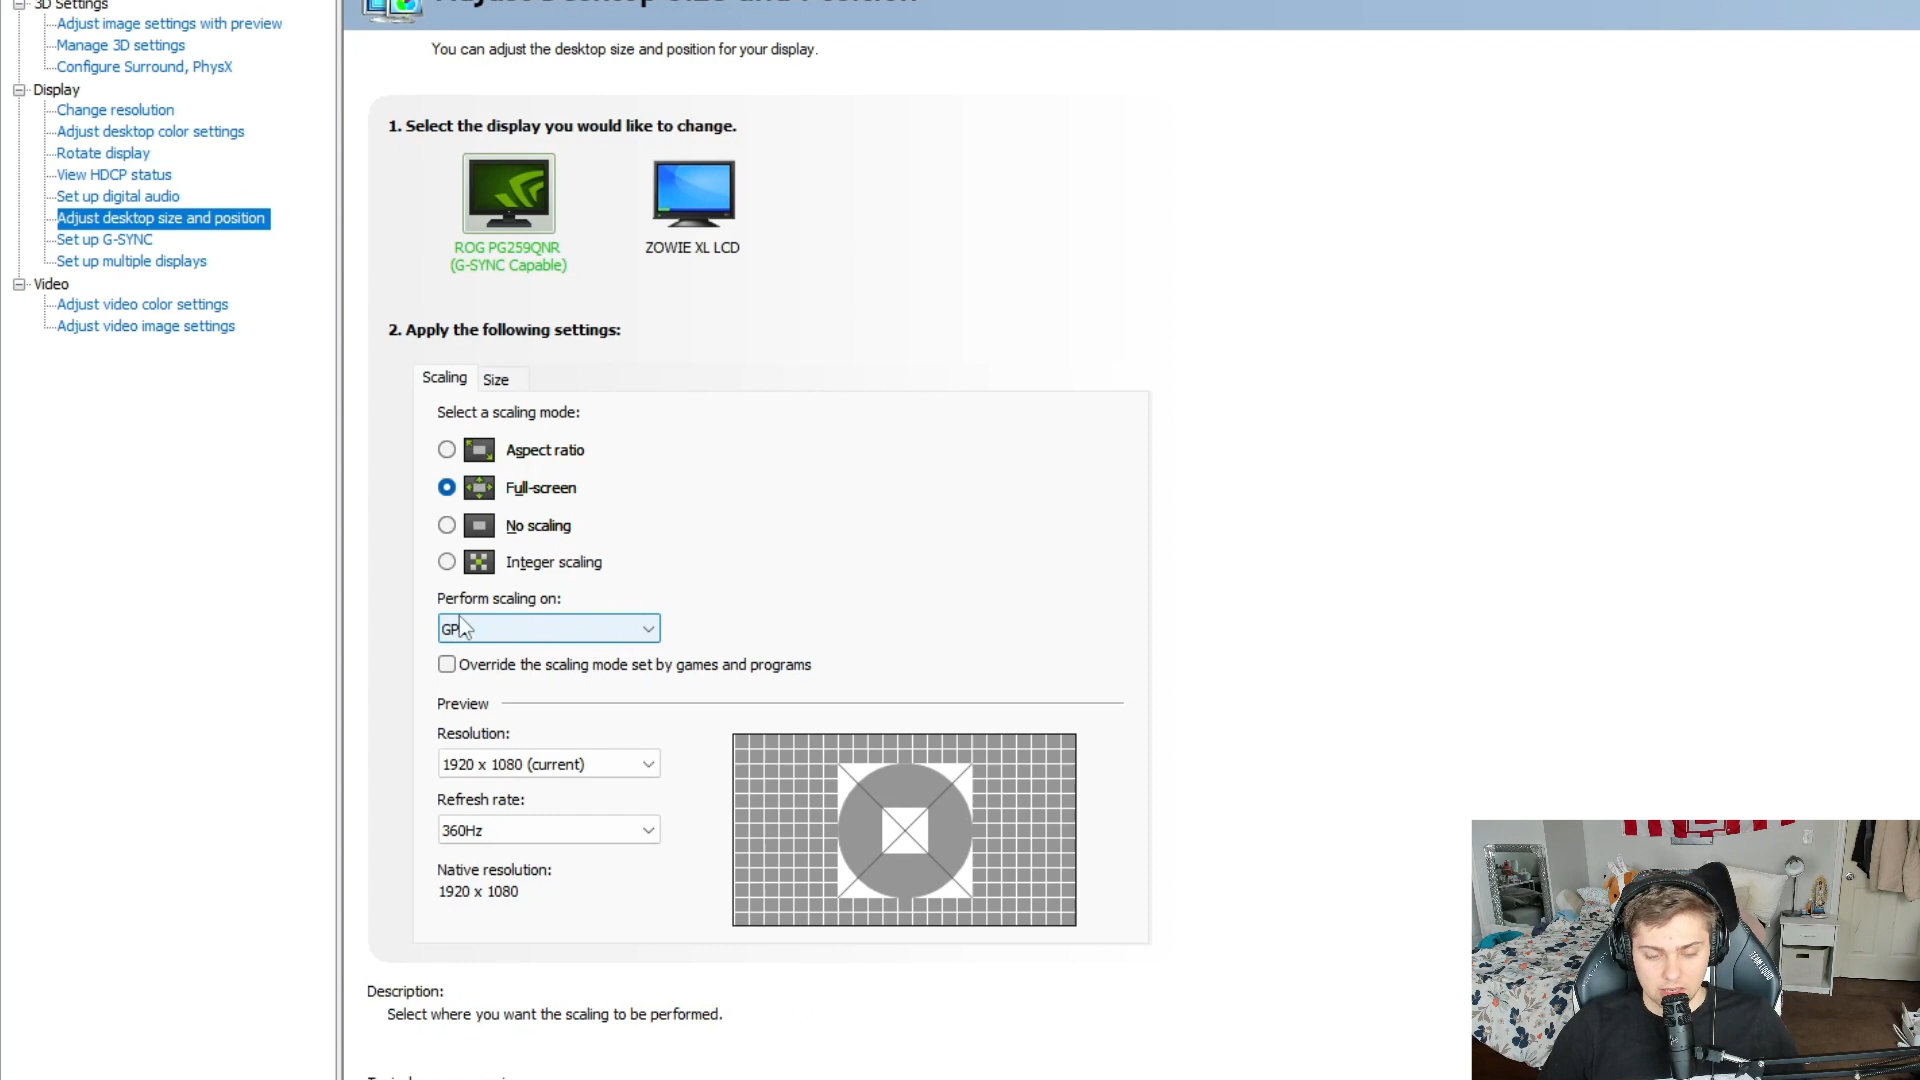 3D Settings
Adjust image settings with preview
Manage 3D settings
Configure Surround, PhysX
Display
Change resolution
Adjust desktop color settings
Rotate display
View HDCP status
Set up digital audio
Adjust desktop size and position
Set up G-SYNC
Set up multiple displays
Video
Adjust video color settings
Adjust video image settings
You can adjust the desktop size and position for your display.
1. Select the display you would like to change.
ROG PG259QNR
(G-SYNC Capable)
ZOWIE XL LCD
2. Apply the following settings:
Scaling
Size
Select a scaling mode:
Aspect ratio
Full-screen
No scaling
Integer scaling
Perform scaling on:
GP
Override the scaling mode set by games and programs
Preview
Resolution:
1920 x 1080 (current)
Refresh rate:
360Hz
Native resolution:
1920 x 1080
Description:
Select where you want the scaling to be performed.